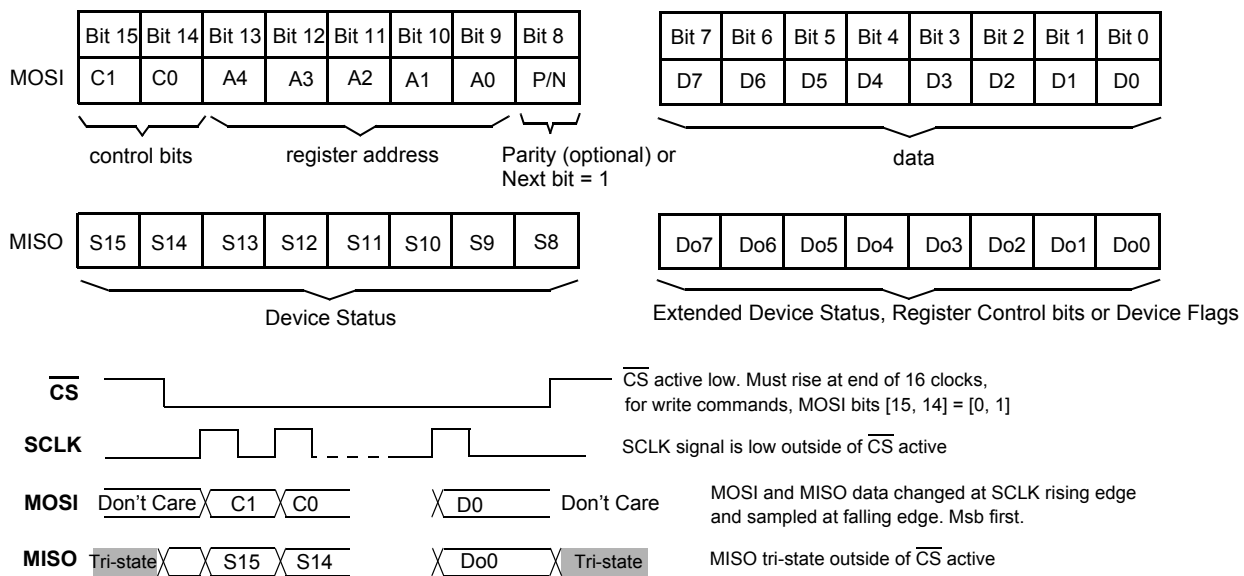 Bit 15 Bit 14 Bit 13 Bit 12 Bit 11 Bit 10 Bit 9 Bit 8 Bit 7 Bit 6 Bit 5 Bit 4 Bit 3 Bit 2 Bit 1 Bit 0
MOSI C1 C0 A4 A3 A2 A1 A0 P/N D7 D6 D5 D4 D3 D2 D1 D0
control bits register address Parity (optional) or data
Next bit = 1
MISO S15 S14 S13 S12 S11 S10 S9 S8 Do7 Do6 Do5 Do4 Do3 Do2 Do1 Do0
Device Status Extended Device Status, Register Control bits or Device Flags
CS CS active low. Must rise at end of 16 clocks,
for write commands, MOSI bits [15, 14] = [0, 1]
SCLK SCLK signal is low outside of CS active
MOSI Don't Care C1 C0 D0 Don't Care MOSI and MISO data changed at SCLK rising edge
and sampled at falling edge. Msb first.
MISO Tri-state S15 S14 Do0 Tri-state MISO tri-state outside of CS active